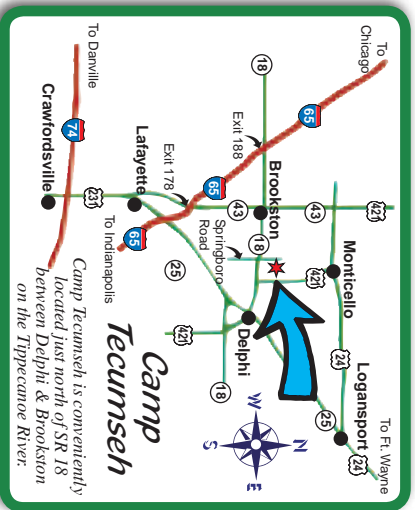 To
Chicago
421
To Ft. Wayne
24
Logansport
24
Monticello
25
65
43
421
N
Brookston
18
18
W
E
Exit 188
43
Delphi
Springboro
Road
18
65
S
421
25
Exit 178
Lafayette
65
To Indianapolis
231
To Danville
74
Crawfordsville
Camp
Tecumseh
Camp Tecumseh is conveniently
located just north of SR 18
between Delphi & Brookston
on the Tippecanoe River.